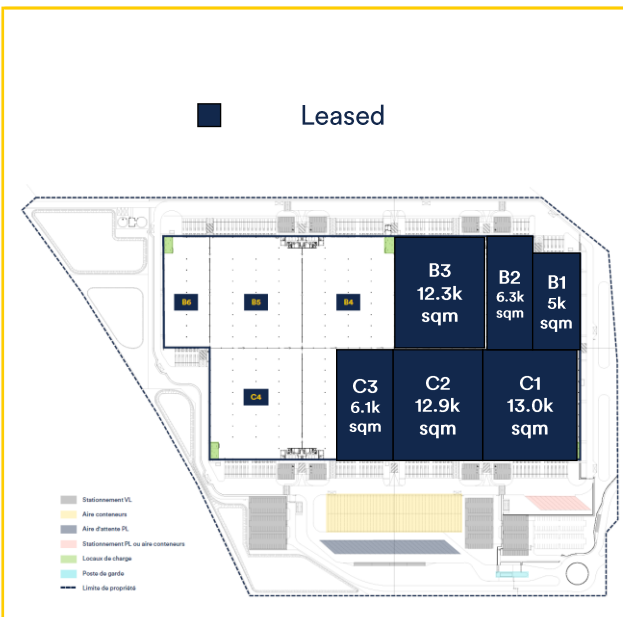 Leased
B3
12.3k
sqm
B2
6.3k
sqm
B1
5k
sqm
B6
B5
B4
C4
C3
6.1k
sqm
C2
12.9k
sqm
C1
13.0k
sqm
Stationnement VL
Aire conteneurs
Aire d'attente PL
Stationnement PL ou aire conteneurs
Locaux de charge
Poste de garde
Limite de propriété